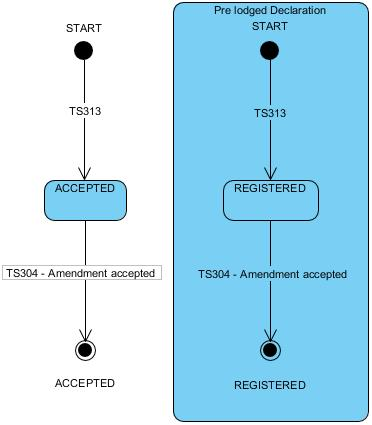 START
TS313
ACCEPTED
TS304 - Amendment accepted
ACCEPTED
Pre lodged Declaration
START
TS313
REGISTERED
TS304 - Amendment accepted
REGISTERED